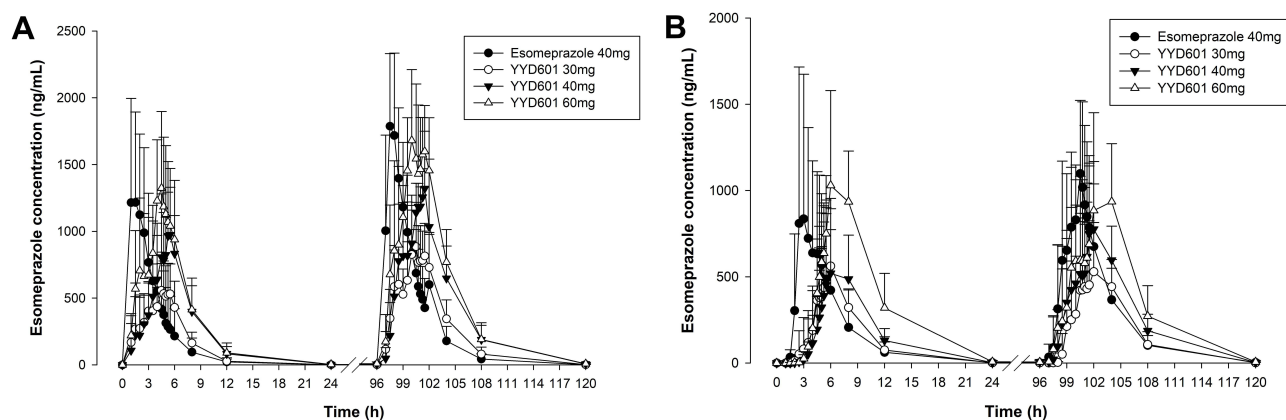 A
Esomeprazole concentration (ng/mL)
2500
2000
1500
1000
500
0
Esomeprazole 40mg
YYD601 30mg
YYD601 40mg
YYD601 60mg
0 3 6 9 12 15 18 21 24 96 99 102 105 108 111 114 117 120
Time (h)
B
Esomeprazole concentration (ng/mL)
2000
1500
1000
500
0
Esomeprazole 40mg
YYD601 30mg
YYD601 40mg
YYD601 60mg
0 3 6 9 12 15 18 21 24 96 99 102 105 108 111 114 117 120
Time (h)